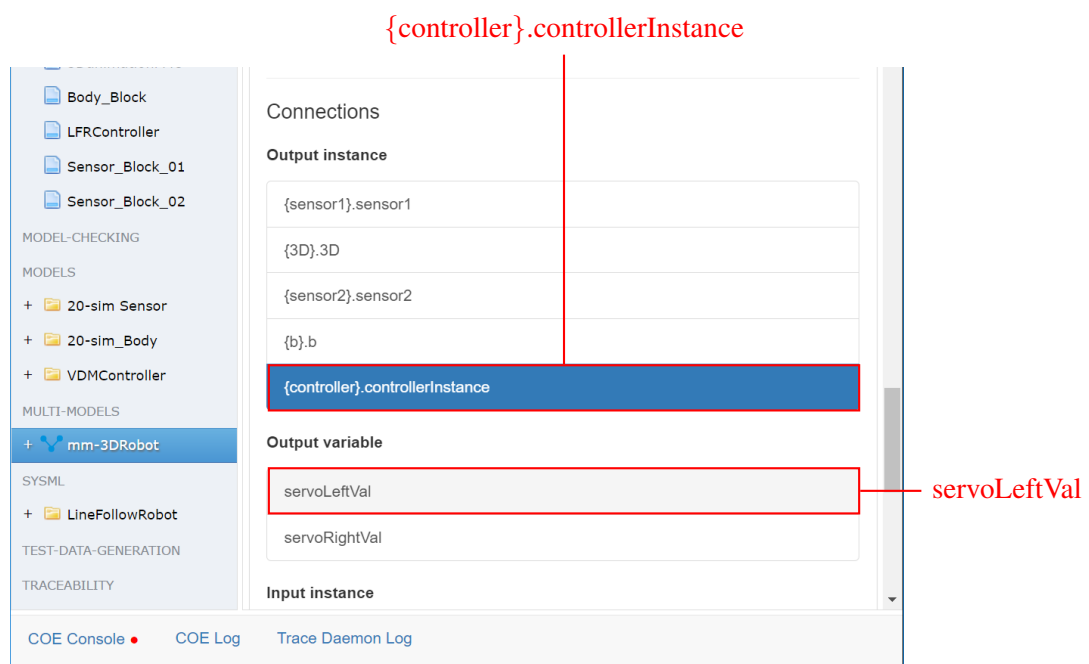 {controller}.controllerInstance
Body_Block
LFRController
Sensor_Block_01
Sensor_Block_02
MODEL-CHECKING
MODELS
+ 20-sim Sensor
+ 20-sim_Body
+ VDMController
MULTI-MODELS
+ mm-3DRobot
SYSML
+ LineFollowRobot
TEST-DATA-GENERATION
TRACEABILITY
Connections
Output instance
{sensor1}.sensor1
{3D}.3D
{sensor2}.sensor2
{b}.b
{controller}.controllerInstance
Output variable
servoLeftVal
servoRightVal
Input instance
servoLeftVal
COE Console
COE Log
Trace Daemon Log